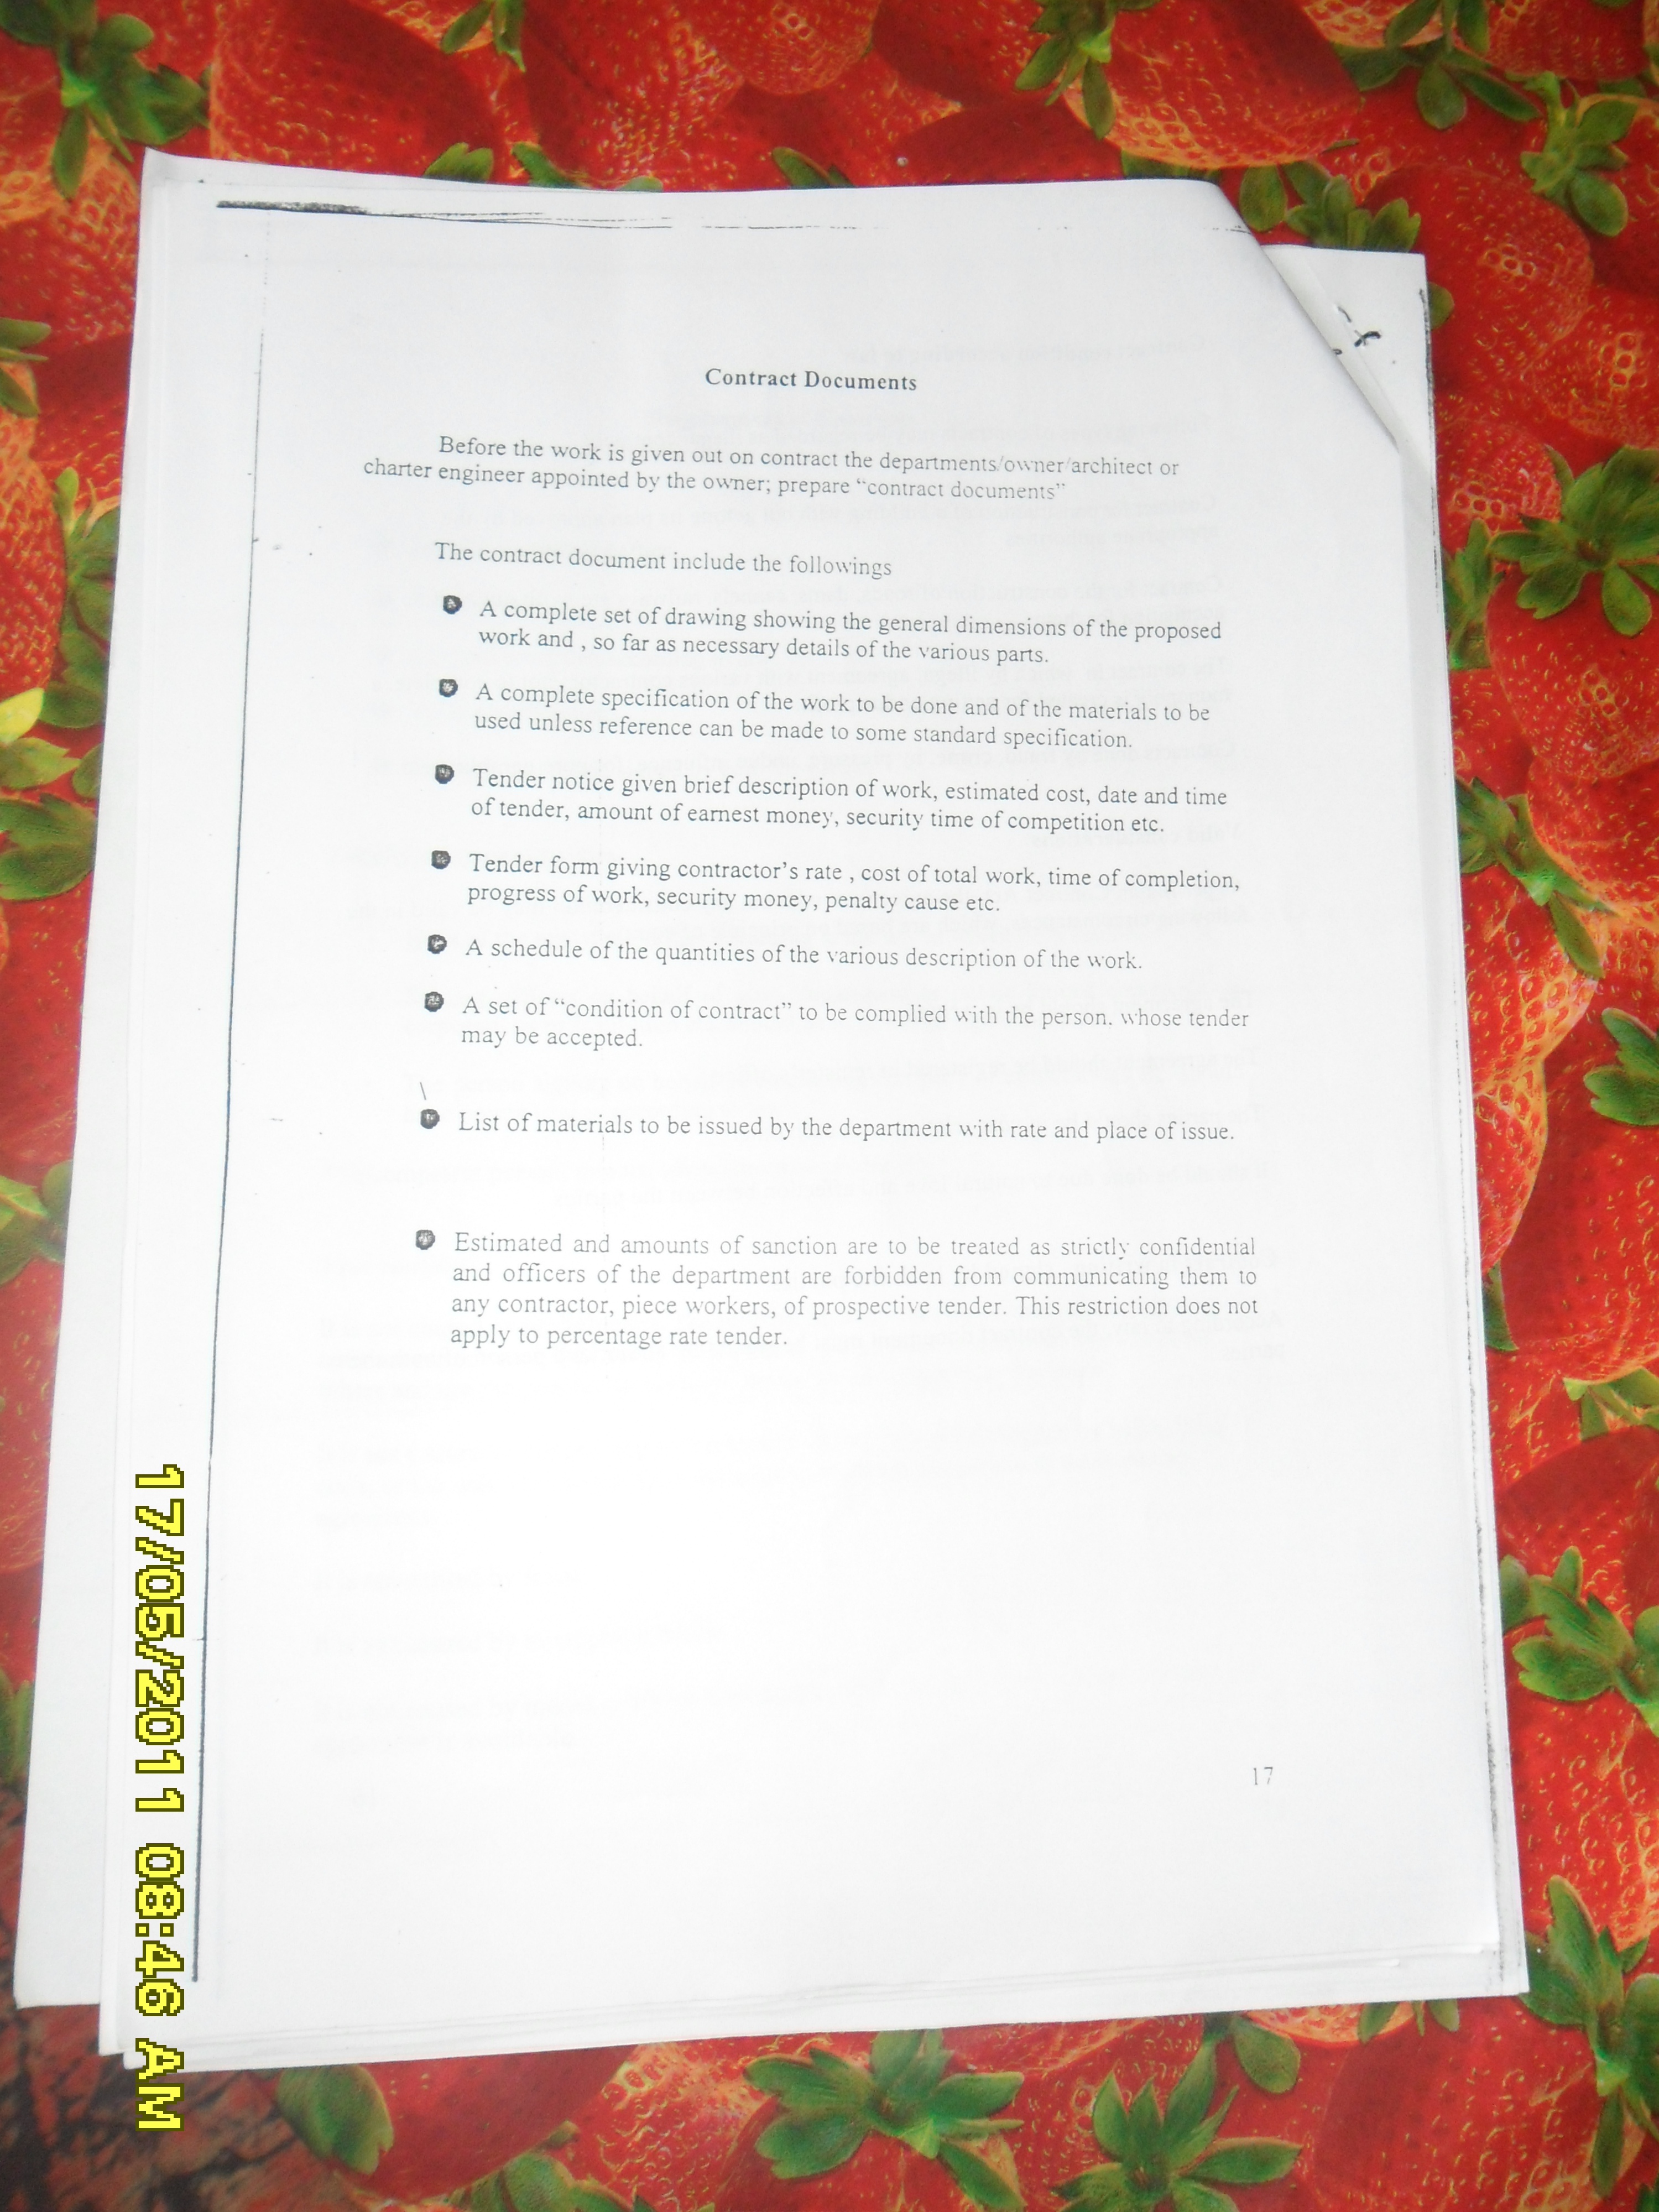 Contract Documents
Before the work is given out on contract the departments/owner/architect or
charter engineer appointed by the owner; prepare “contract documents”
The contract document include the followings
A complete set of drawing showing the general dimensions of the proposed
work and , so far as necessary details of the various parts.
A complete specification of the work to be done and of the materials to be
used unless reference can be made to some standard specification.
Tender notice given brief description of work, estimated cost, date and time
of tender, amount of earnest money, security time of competition etc.
Tender form giving contractor’s rate , cost of total work, time of completion,
progress of work, security money, penalty cause etc.
A schedule of the quantities of the various description of the work.
A set of “condition of contract” to be complied with the person. whose tender
may be accepted.
List of materials to be issued by the department with rate and place of issue.
Estimated and amounts of sanction are to be treated as strictly confidential
and officers of the department are forbidden from communicating them to
any contractor, piece workers, of prospective tender. This restriction does not
apply to percentage rate tender.
17
17/05/2011 08:46 AM